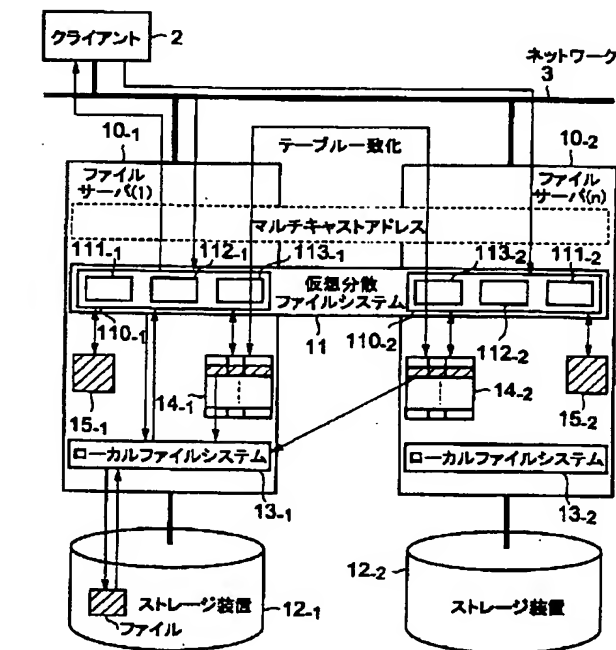 クライアント
2
ネットワーク
3
10-1
10-2
テーブル一致化
ファイル
サーバ(1)
ファイル
サーバ(n)
マルチキャストアドレス
111-1
112-1
113-1
113-2
111-2
仮想分散
ファイルシステム
110-1
11
110-2
112-2
15-1
14-1
14-2
15-2
ローカルファイルシステム
ローカルファイルシステム
13-1
13-2
12-2
ストレージ装置
12-1
ストレージ装置
ファイル